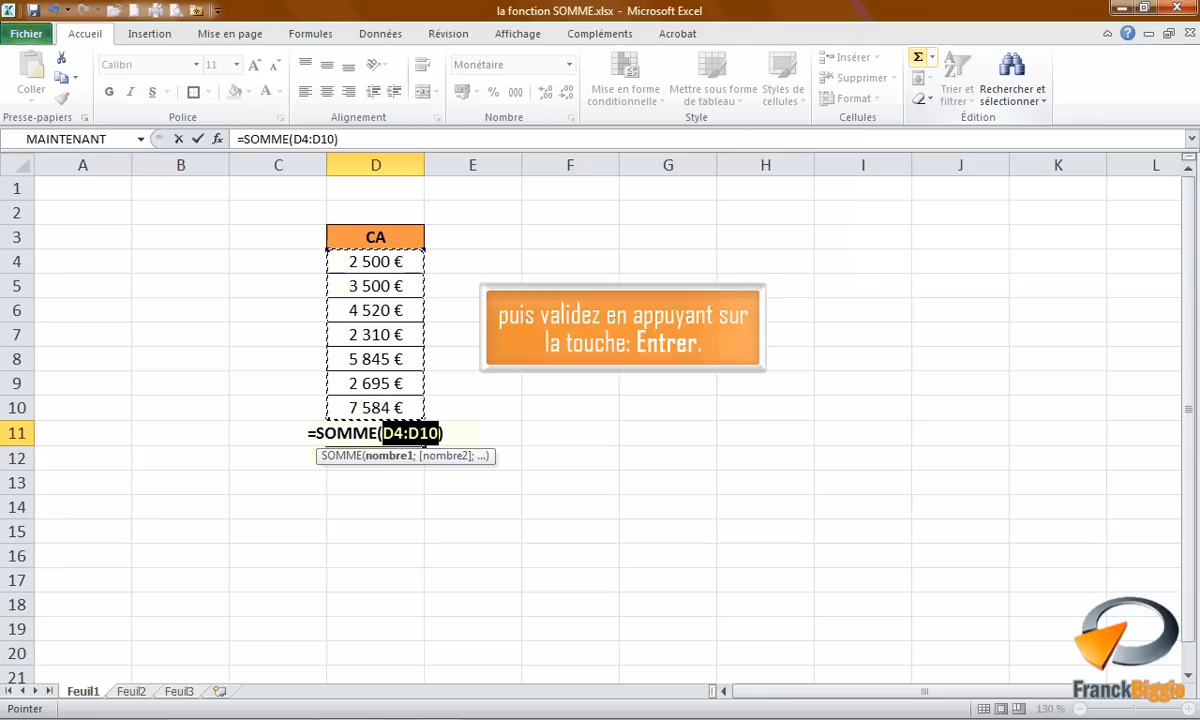 la fonction SOMME.xlsx - Microsoft Excel
Fichier Accueil Insertion Mise en page Formules Données Révision Affichage Compléments Acrobat
Coller
Calibri 11
G I S A
Monétaire
% 000
Mise en forme conditionnelle
Mettre sous forme de tableau
Styles de cellules
Insérer
Supprimer
Format
Σ
Trier et filtrer
Rechercher et sélectionner
Presse-papiers Police Alignement Nombre Style Cellules Édition
MAINTENANT fx =SOMME(D4:D10)
A B C D E F G H I J K L
1
2
3 CA
4 2 500 €
5 3 500 €
6 4 520 €
7 2 310 €
8 5 845 €
9 2 695 €
10 7 584 €
11 =SOMME(D4:D10)
12 SOMME(nombre1; [nombre2]; ...)
13
14
15
16
17
18
19
20
21
puis validez en appuyant sur
la touche: Entrer.
FranckBiggio
Feuil1 Feuil2 Feuil3
Pointer 130 %